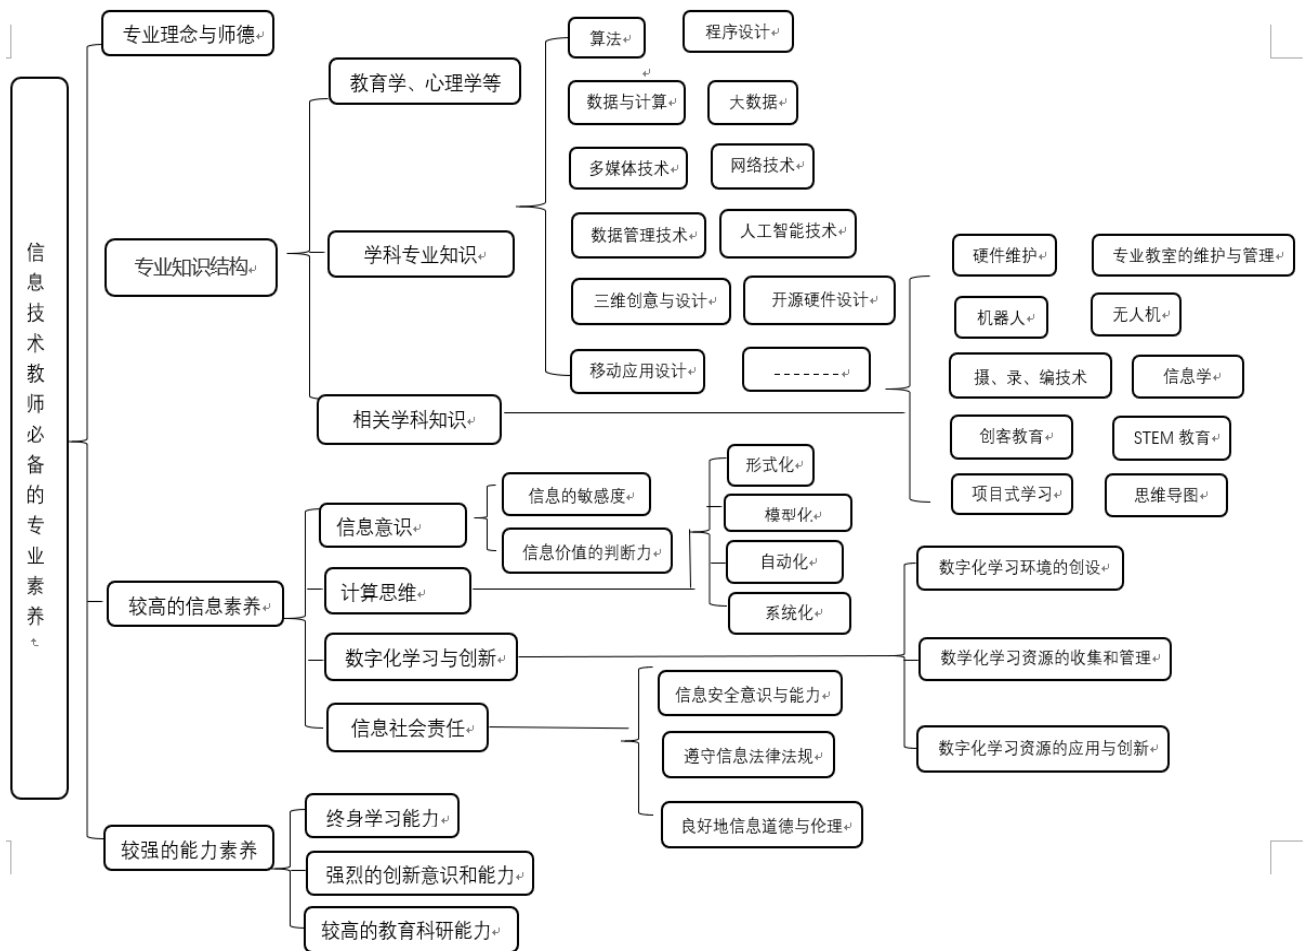 信息技术教师必备的专业素养
专业理念与师德
专业知识结构
教育学、心理学等
学科专业知识
算法
程序设计
数据与计算
大数据
多媒体技术
网络技术
数据管理技术
人工智能技术
三维创意与设计
开源硬件设计
移动应用设计
-------
相关学科知识
硬件维护
专业教室的维护与管理
机器人
无人机
摄、录、编技术
信息学
创客教育
STEM 教育
项目式学习
思维导图
较高的信息素养
信息意识
信息的敏感度
信息价值的判断力
计算思维
形式化
模型化
自动化
系统化
数字化学习与创新
数字化学习环境的创设
数学化学习资源的收集和管理
数字化学习资源的应用与创新
信息社会责任
信息安全意识与能力
遵守信息法律法规
良好地信息道德与伦理
较强的能力素养
终身学习能力
强烈的创新意识和能力
较高的教育科研能力